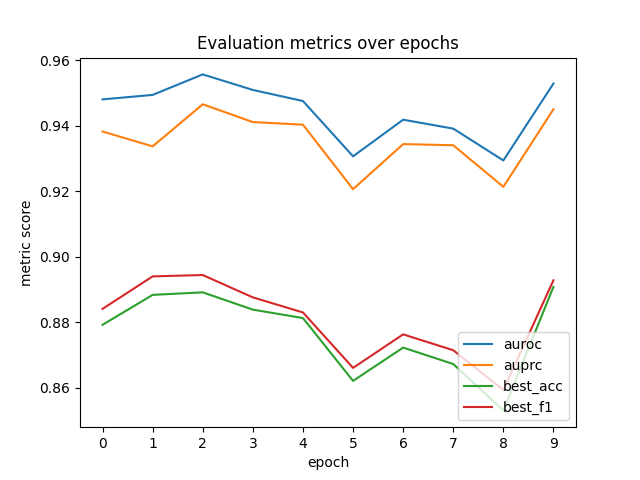 Evaluation metrics over epochs
metric score
0.96
0.94
0.92
0.90
0.88
0.86
auroc
auprc
best_acc
best_f1
0 1 2 3 4 5 6 7 8 9
epoch